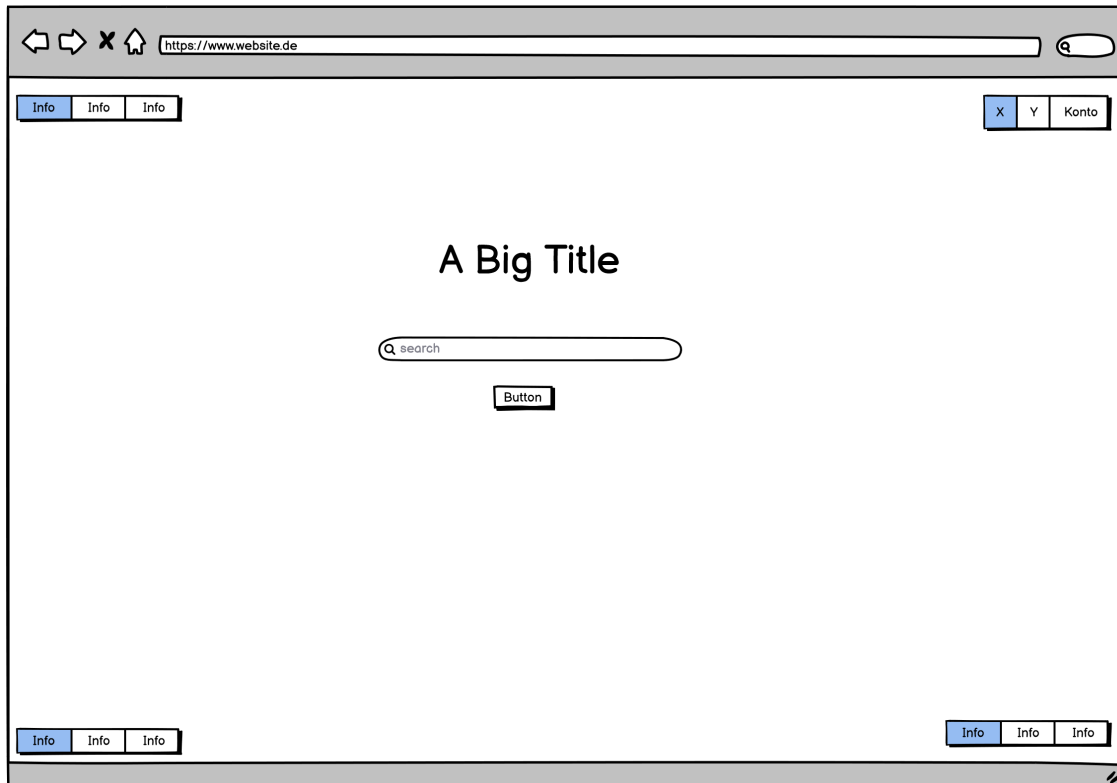 https://www.website.de
Info Info Info
X Y Konto
A Big Title
search
Button
Info Info Info
Info Info Info